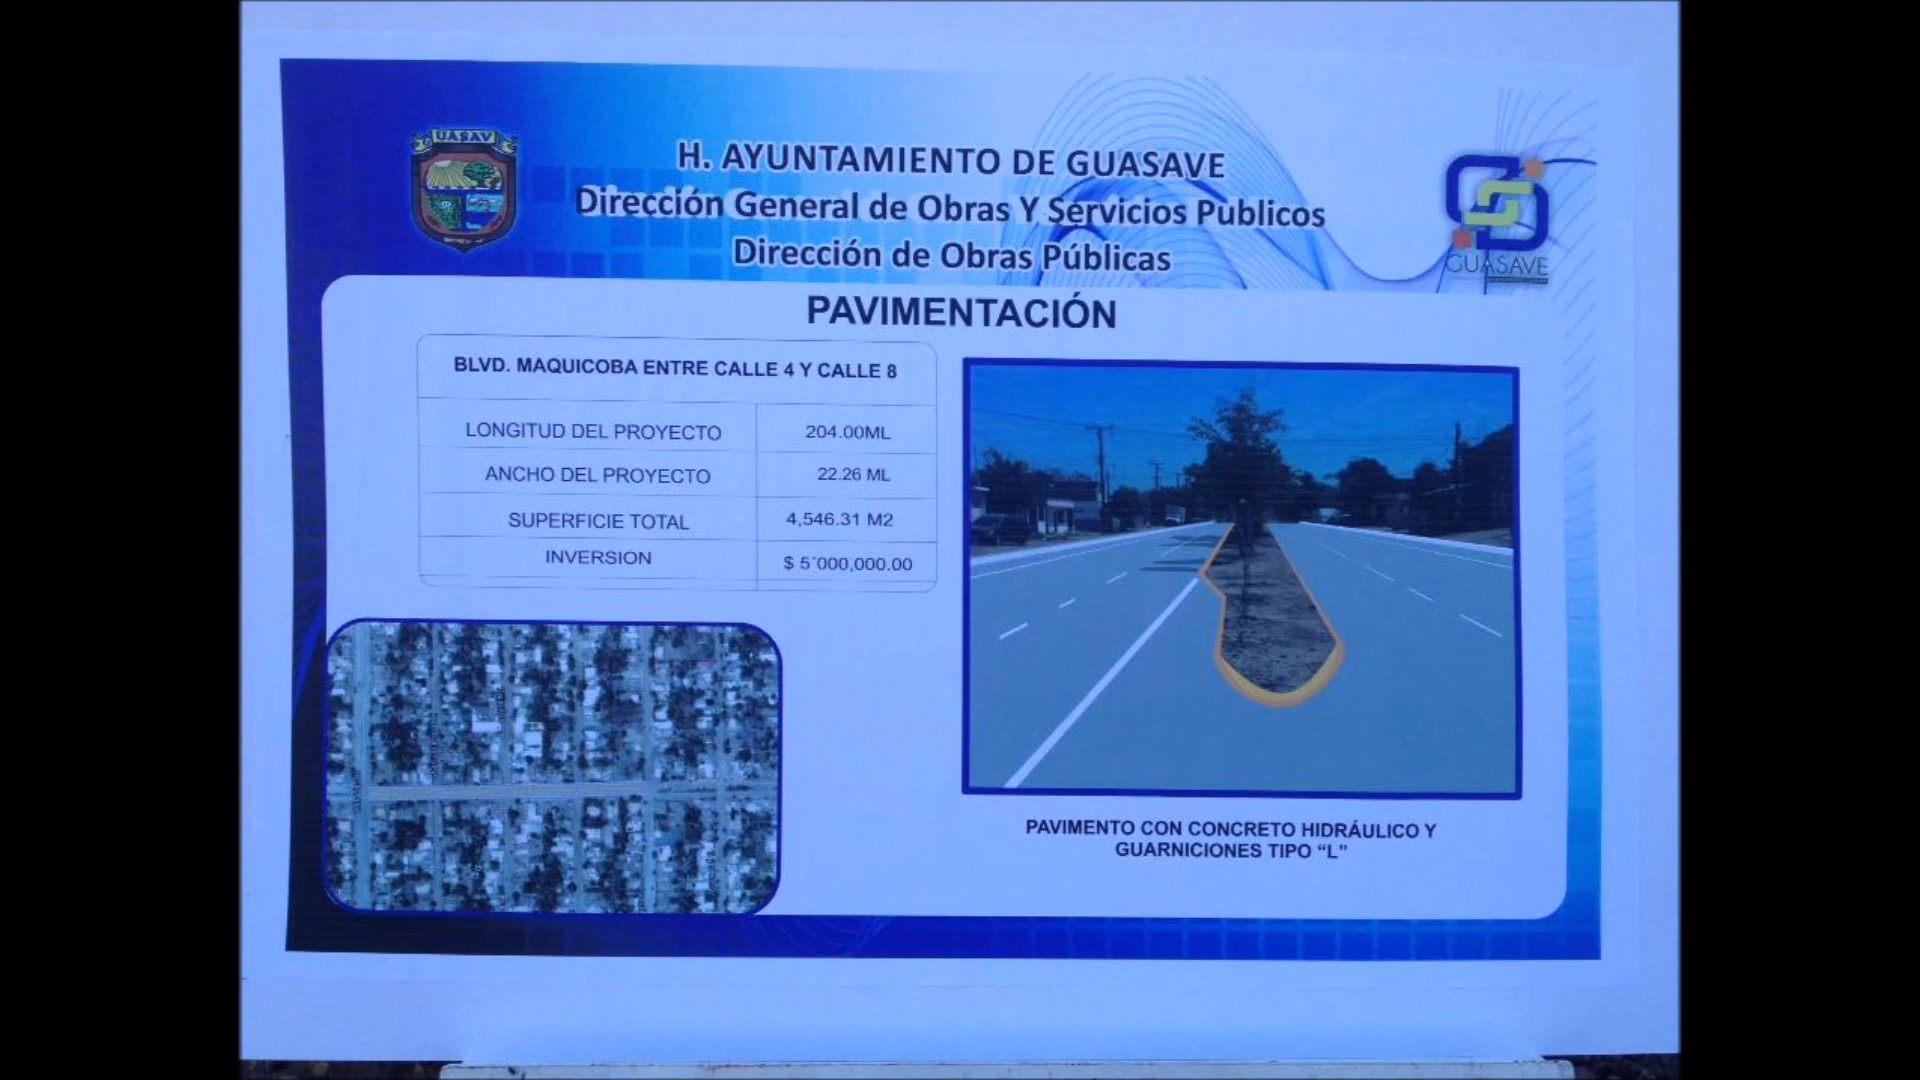 UASAV
H. AYUNTAMIENTO DE GUASAVE
Dirección General de Obras Y Servicios Publicos
Dirección de Obras Públicas
GUASAVE
PAVIMENTACIÓN
BLVD. MAQUICOBA ENTRE CALLE 4 Y CALLE 8
LONGITUD DEL PROYECTO 204.00ML
ANCHO DEL PROYECTO 22.26 ML
SUPERFICIE TOTAL 4,546.31 M2
INVERSION $ 5´000,000.00
PAVIMENTO CON CONCRETO HIDRÁULICO Y
GUARNICIONES TIPO “L”